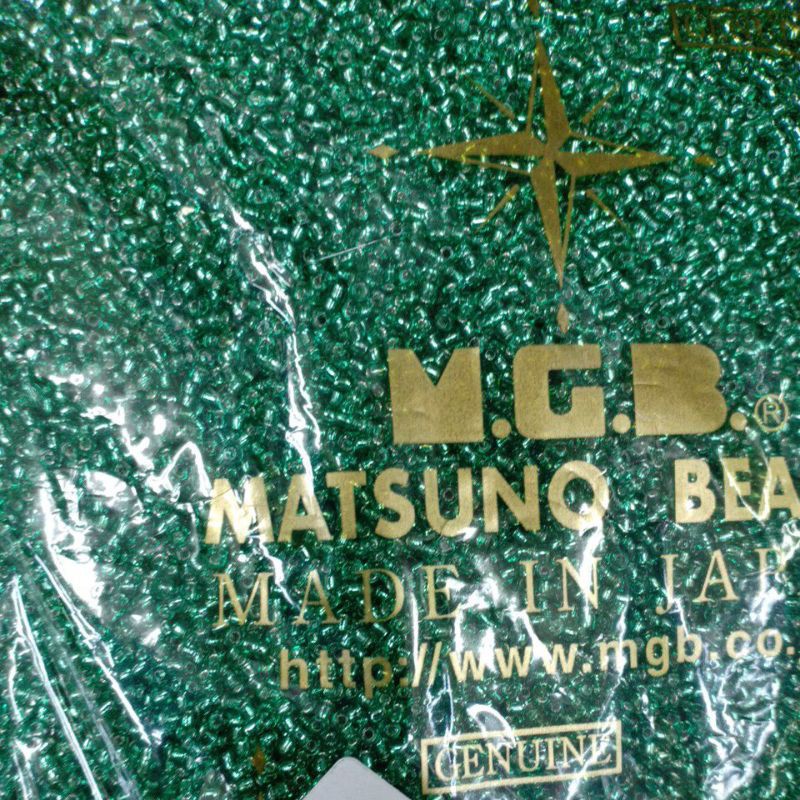 M.G.B.®
MATSUNO BEA
MADE IN JAP
http://www.mgb.co.
GENUINE